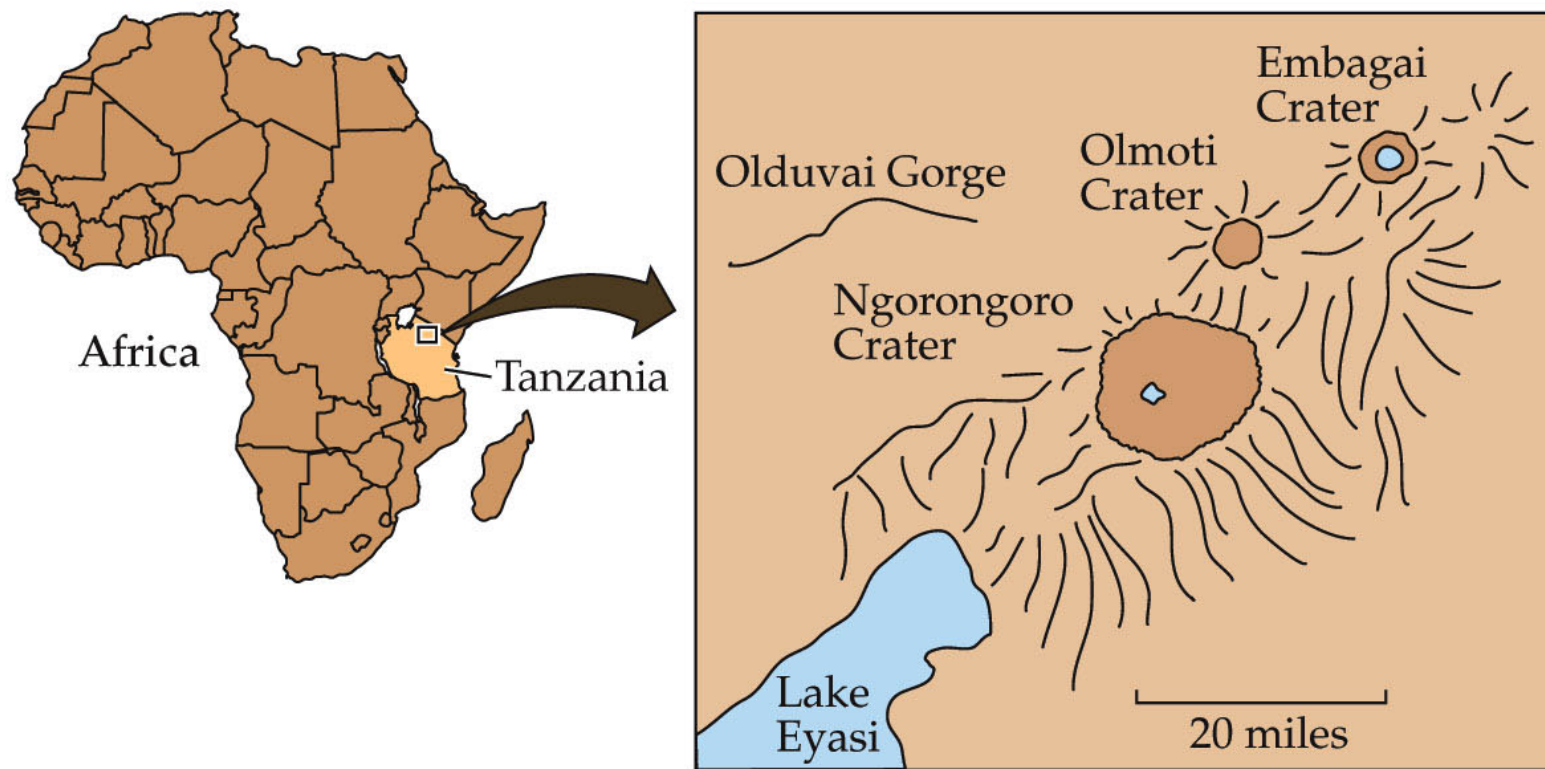 Africa
Tanzania
Embagai
Crater
Olmoti
Crater
Olduvai Gorge
Ngorongoro
Crater
Lake
Eyasi
20 miles